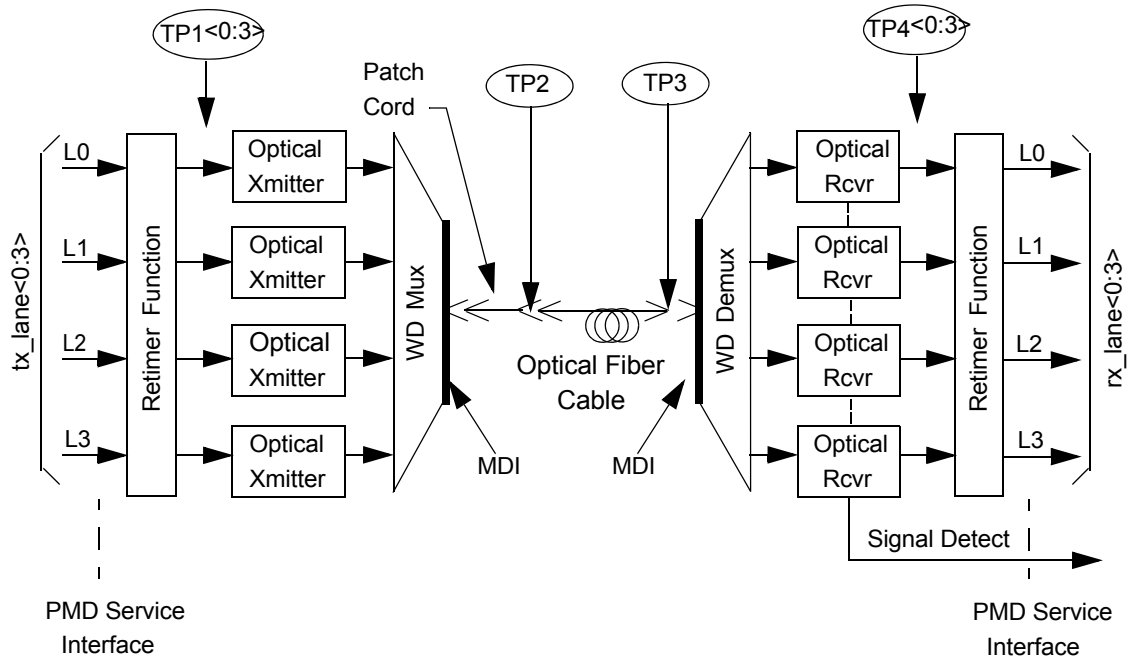 TP1<0:3>
TP4<0:3>
Patch
Cord
TP2
TP3
tx_lane<0:3>
L0
L1
L2
L3
Retimer Function
Optical
Xmitter
Optical
Xmitter
Optical
Xmitter
Optical
Xmitter
WD Mux
MDI
Optical Fiber
Cable
MDI
WD Demux
Optical
Rcvr
Optical
Rcvr
Optical
Rcvr
Optical
Rcvr
Retimer Function
L0
L1
L2
L3
rx_lane<0:3>
Signal Detect
PMD Service
Interface
PMD Service
Interface